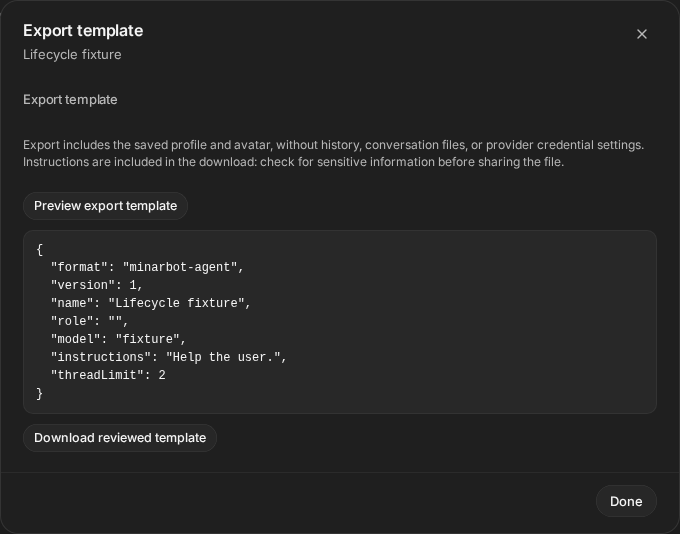 Export template
Lifecycle fixture
Export template
Export includes the saved profile and avatar, without history, conversation files, or provider credential settings.
Instructions are included in the download: check for sensitive information before sharing the file.
Preview export template
{
  "format": "minarbot-agent",
  "version": 1,
  "name": "Lifecycle fixture",
  "role": "",
  "model": "fixture",
  "instructions": "Help the user.",
  "threadLimit": 2
}
Download reviewed template
Done